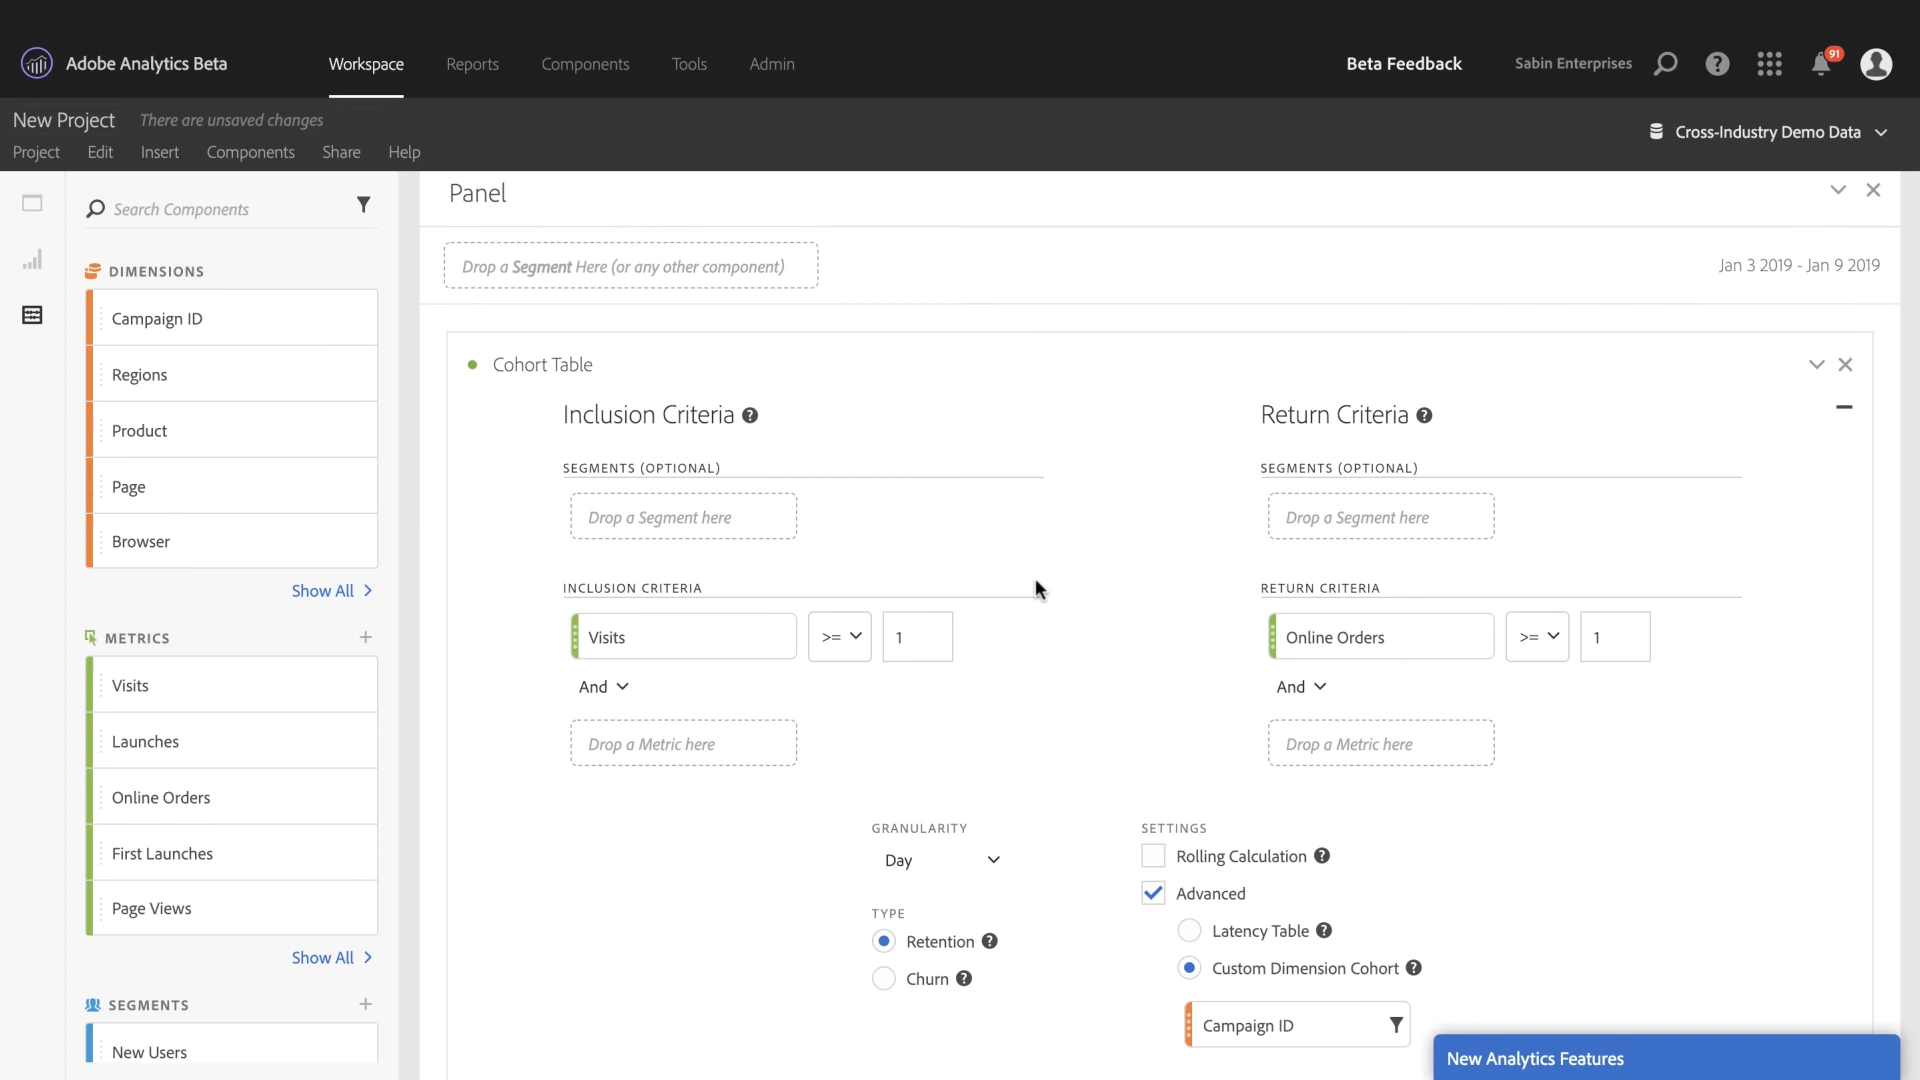 Adobe Analytics Beta
Workspace
Reports
Components
Tools
Admin
Beta Feedback
Sabin Enterprises
91
New Project
There are unsaved changes
Project
Edit
Insert
Components
Share
Help
Cross-Industry Demo Data
Search Components
DIMENSIONS
Campaign ID
Regions
Product
Page
Browser
Show All
METRICS
Visits
Launches
Online Orders
First Launches
Page Views
Show All
SEGMENTS
New Users
Panel
Drop a Segment Here (or any other component)
Jan 3 2019 - Jan 9 2019
Cohort Table
Inclusion Criteria
SEGMENTS (OPTIONAL)
Drop a Segment here
INCLUSION CRITERIA
Visits
>=
1
And
Drop a Metric here
Return Criteria
SEGMENTS (OPTIONAL)
Drop a Segment here
RETURN CRITERIA
Online Orders
>=
1
And
Drop a Metric here
GRANULARITY
Day
TYPE
Retention
Churn
SETTINGS
Rolling Calculation
Advanced
Latency Table
Custom Dimension Cohort
Campaign ID
New Analytics Features